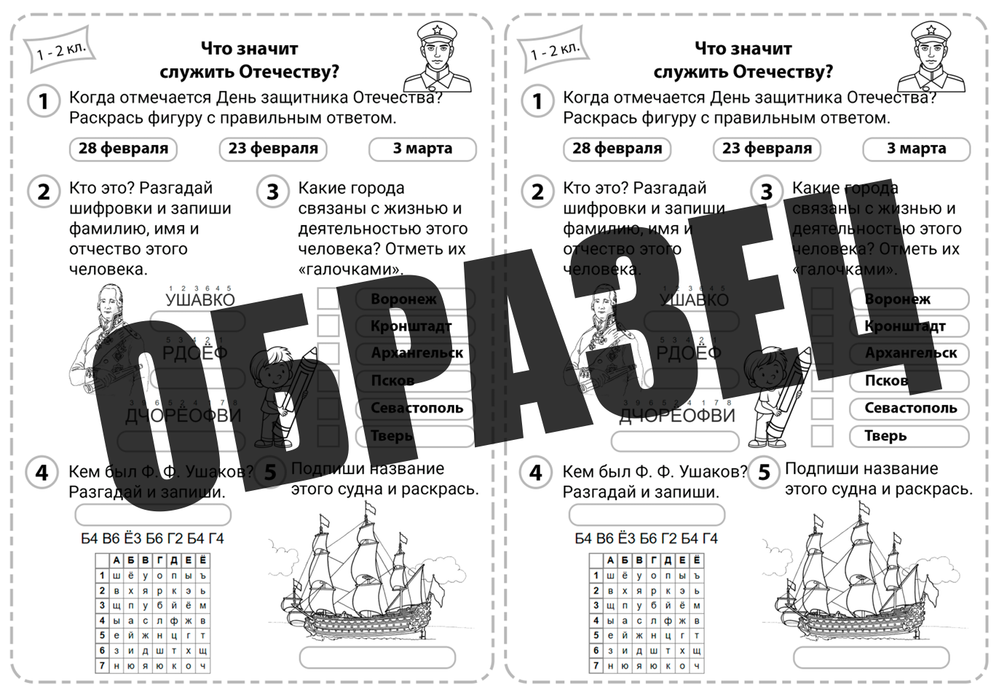 1 - 2 кл.
Что значит
служить Отечеству?
1
Когда отмечается День защитника Отечества?
Раскрась фигуру с правильным ответом.
28 февраля
23 февраля
3 марта
2
Кто это? Разгадай
шифровки и запиши
фамилию, имя и
отчество этого
человека.
1 2 3 6 4 5
УШАВКО
5 3 4 2 1
РДОЁФ
3 9 6 5 2 4 1 7 8
ДЧОРЁОФВИ
3
Какие города
связаны с жизнью и
деятельностью этого
человека? Отметь их
«галочками».
Воронеж
Кронштадт
Архангельск
Псков
Севастополь
Тверь
4
Кем был Ф. Ф. Ушаков?
Разгадай и запиши.
Б4 В6 Ё3 Б6 Г2 Б4 Г4
А Б В Г Д Е Ё
1 ш ё у о п ы ъ
2 в х я р к э ь
3 щ п у б й ё м
4 ы а с л ф ж в
5 е й ж н ц г т
6 з и д ш т х щ
7 н ю я ю к о ч
5
Подпиши название
этого судна и раскрась.
1 - 2 кл.
Что значит
служить Отечеству?
1
Когда отмечается День защитника Отечества?
Раскрась фигуру с правильным ответом.
28 февраля
23 февраля
3 марта
2
Кто это? Разгадай
шифровки и запиши
фамилию, имя и
отчество этого
человека.
1 2 3 6 4 5
УШАВКО
5 3 4 2 1
РДОЁФ
3 9 6 5 2 4 1 7 8
ДЧОРЁОФВИ
3
Какие города
связаны с жизнью и
деятельностью этого
человека? Отметь их
«галочками».
Воронеж
Кронштадт
Архангельск
Псков
Севастополь
Тверь
4
Кем был Ф. Ф. Ушаков?
Разгадай и запиши.
Б4 В6 Ё3 Б6 Г2 Б4 Г4
А Б В Г Д Е Ё
1 ш ё у о п ы ъ
2 в х я р к э ь
3 щ п у б й ё м
4 ы а с л ф ж в
5 е й ж н ц г т
6 з и д ш т х щ
7 н ю я ю к о ч
5
Подпиши название
этого судна и раскрась.
ОБРАЗЕЦ